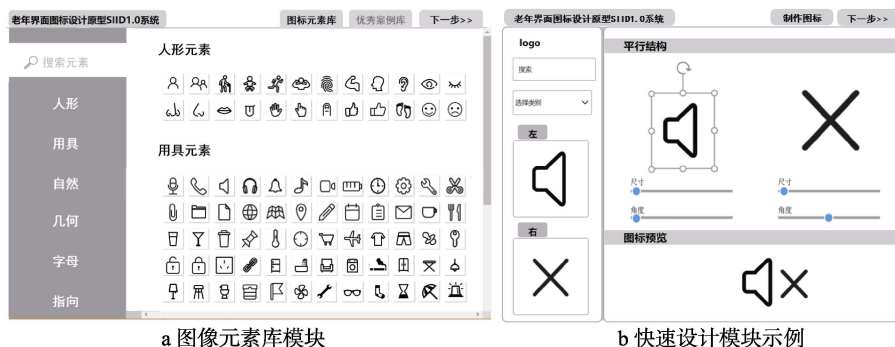 老年界面图标设计原型SIID1.0系统
图标元素库
优秀案例库
下一步>>
搜索元素
人形
用具
自然
几何
字母
指向
人形元素
用具元素
a 图像元素库模块
老年界面图标设计原型SIID1.0系统
制作图标
下一步>>
logo
搜索
选择类别
左
右
平行结构
尺寸
角度
尺寸
角度
图标预览
b 快速设计模块示例